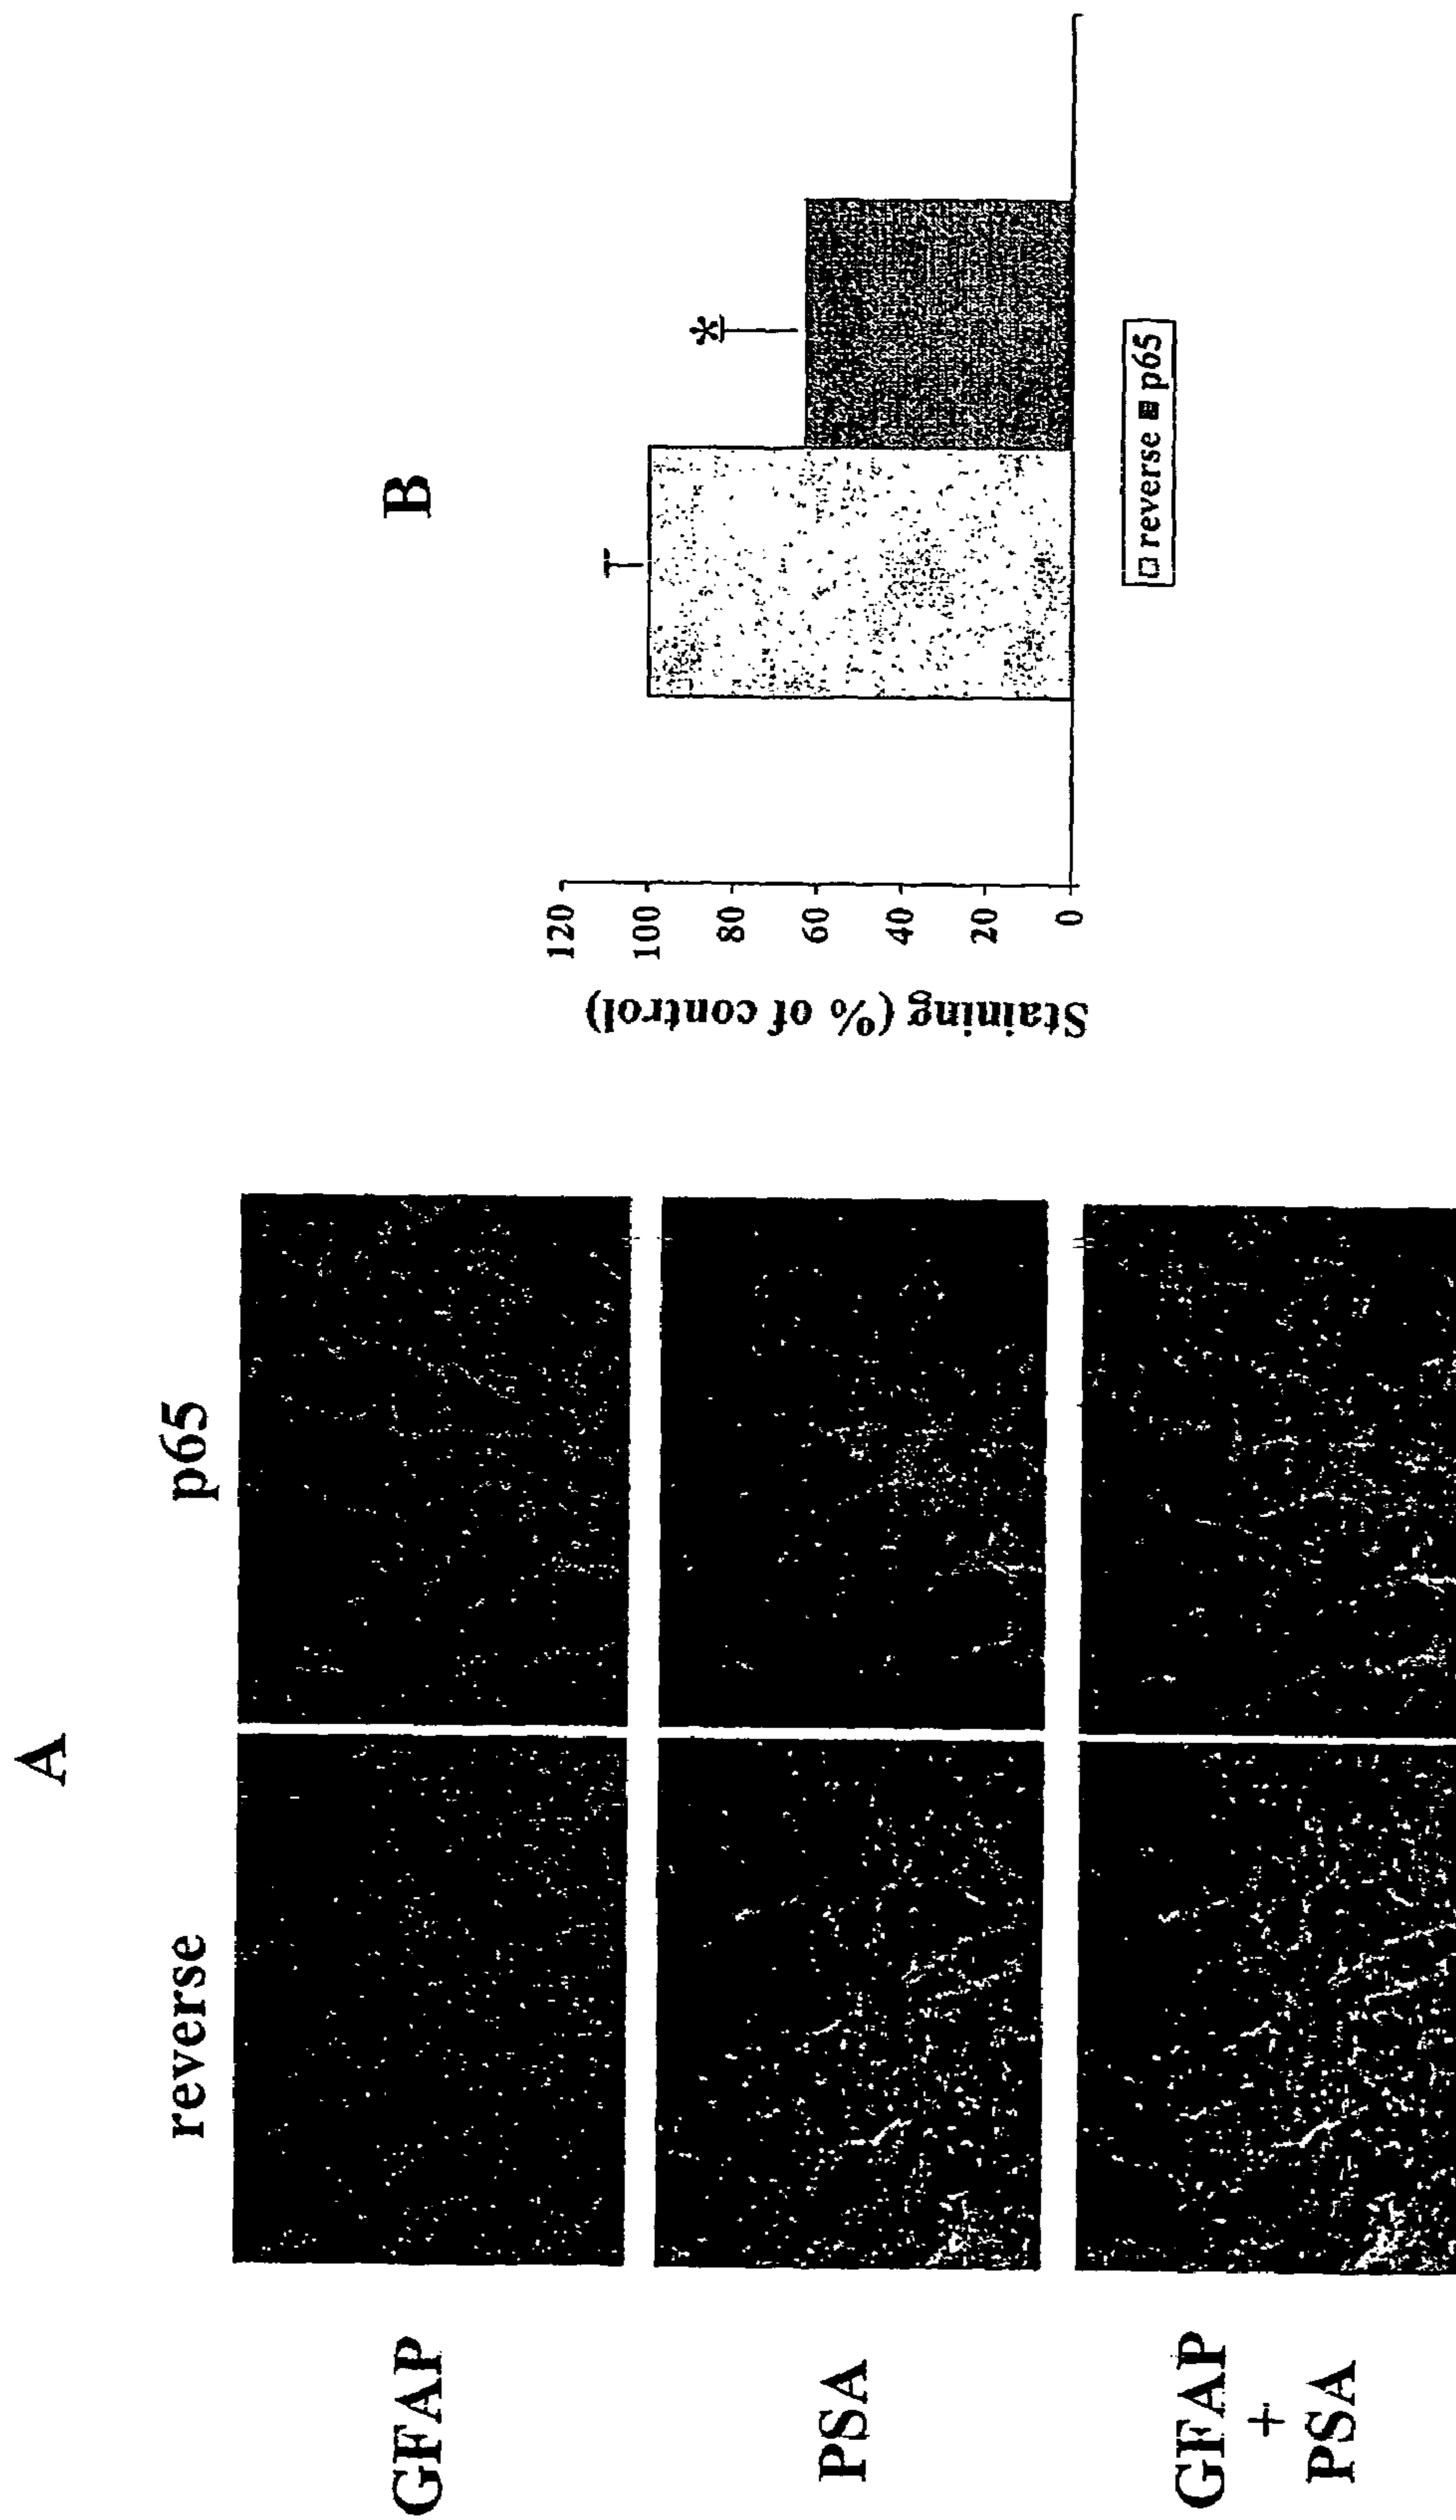 A
reverse p65
GFAP
PSA
GFAP
+
PSA
B
Staining (% of control)
120
100
80
60
40
20
0
*
reverse p65